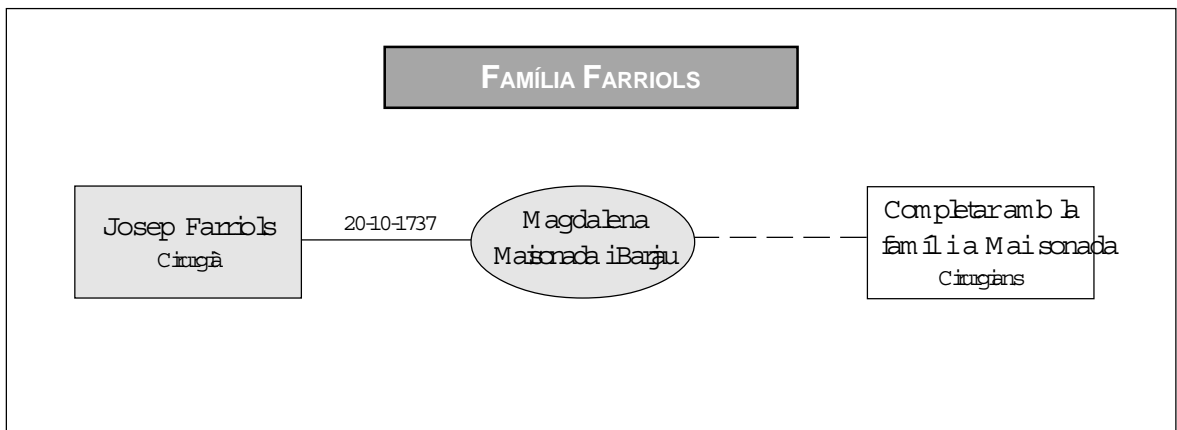 FAMÍLIA FARRIOLS
Josep Farriols
Cirurgià
20-10-1737
Magdalena
Maisonada i Barjau
Completar amb la
família Maisonada
Cirurgians